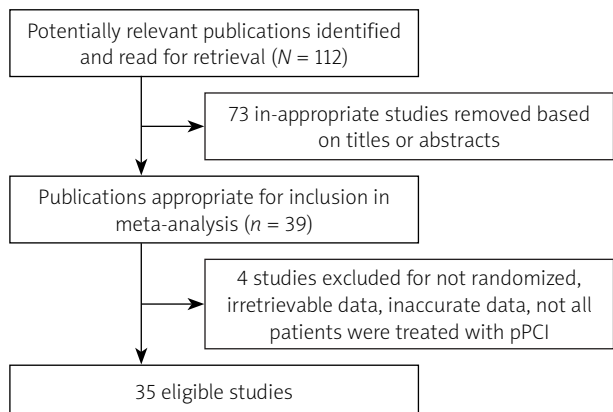 Potentially relevant publications identified
and read for retrieval (N = 112)
73 in-appropriate studies removed based
on titles or abstracts
Publications appropriate for inclusion in
meta-analysis (n = 39)
4 studies excluded for not randomized,
irretrievable data, inaccurate data, not all
patients were treated with pPCI
35 eligible studies